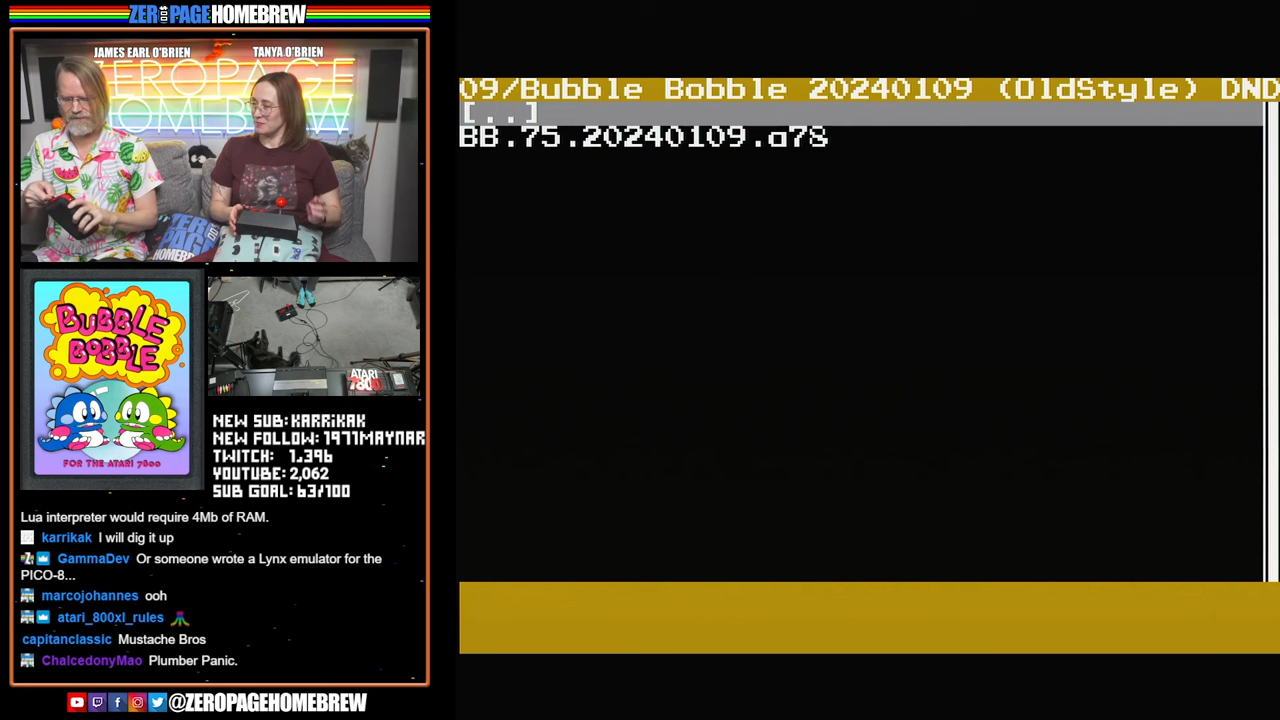 ZEROPAGE HOMEBREW
JAMES EARL O'BRIEN
TANYA O'BRIEN
ZEROPAGE
HOMEBREW
BUBBLE
BOBBLE
FOR THE ATARI 7800
ATARI
7800
NEW SUB: KARRIKAK
NEW FOLLOW: 1971MAYNAR
TWITCH: 1,396
YOUTUBE: 2,062
SUB GOAL: 63/100
Lua interpreter would require 4Mb of RAM.
karrikak I will dig it up
GammaDev Or someone wrote a Lynx emulator for the
PICO-8...
marcojohannes ooh
atari_800xl_rules
capitanclassic Mustache Bros
ChalcedonyMao Plumber Panic.
@ZEROPAGEHOMEBREW
09/Bubble Bobble 20240109 (OldStyle) DND
[..]
BB.75.20240109.a78